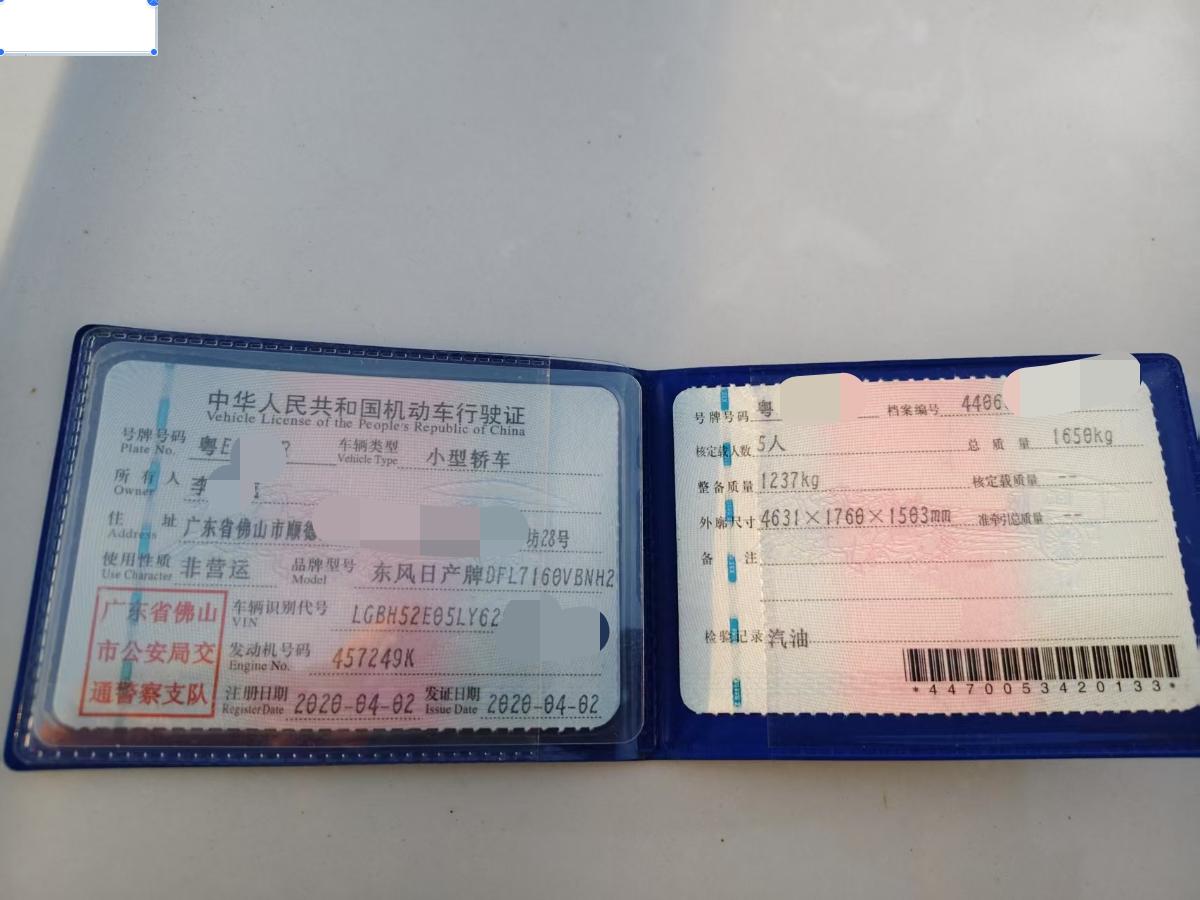 中华人民共和国机动车行驶证
Vehicle License of the People's Republic of China
号牌号码 粤E 车辆类型 小型轿车
Plate No. Vehicle Type
所有人 李
Owner
住址 广东省佛山市顺德 坊28号
Address
使用性质 非营运 品牌型号 东风日产牌DFL7160VBNH2
Use Character Model
广东省佛山
市公安局交
通警察支队
车辆识别代号 LGBH52E05LY62
VIN
发动机号码 457249K
Engine No.
注册日期 2020-04-02 发证日期 2020-04-02
Register Date Issue Date
号牌号码 粤 档案编号 4406
核定载人数 5人 总质量 1650kg
整备质量 1237kg 核定载质量 --
外廓尺寸 4631×1760×1503mm 准牵引总质量 --
备注
检验记录 汽油
*4470053420133*